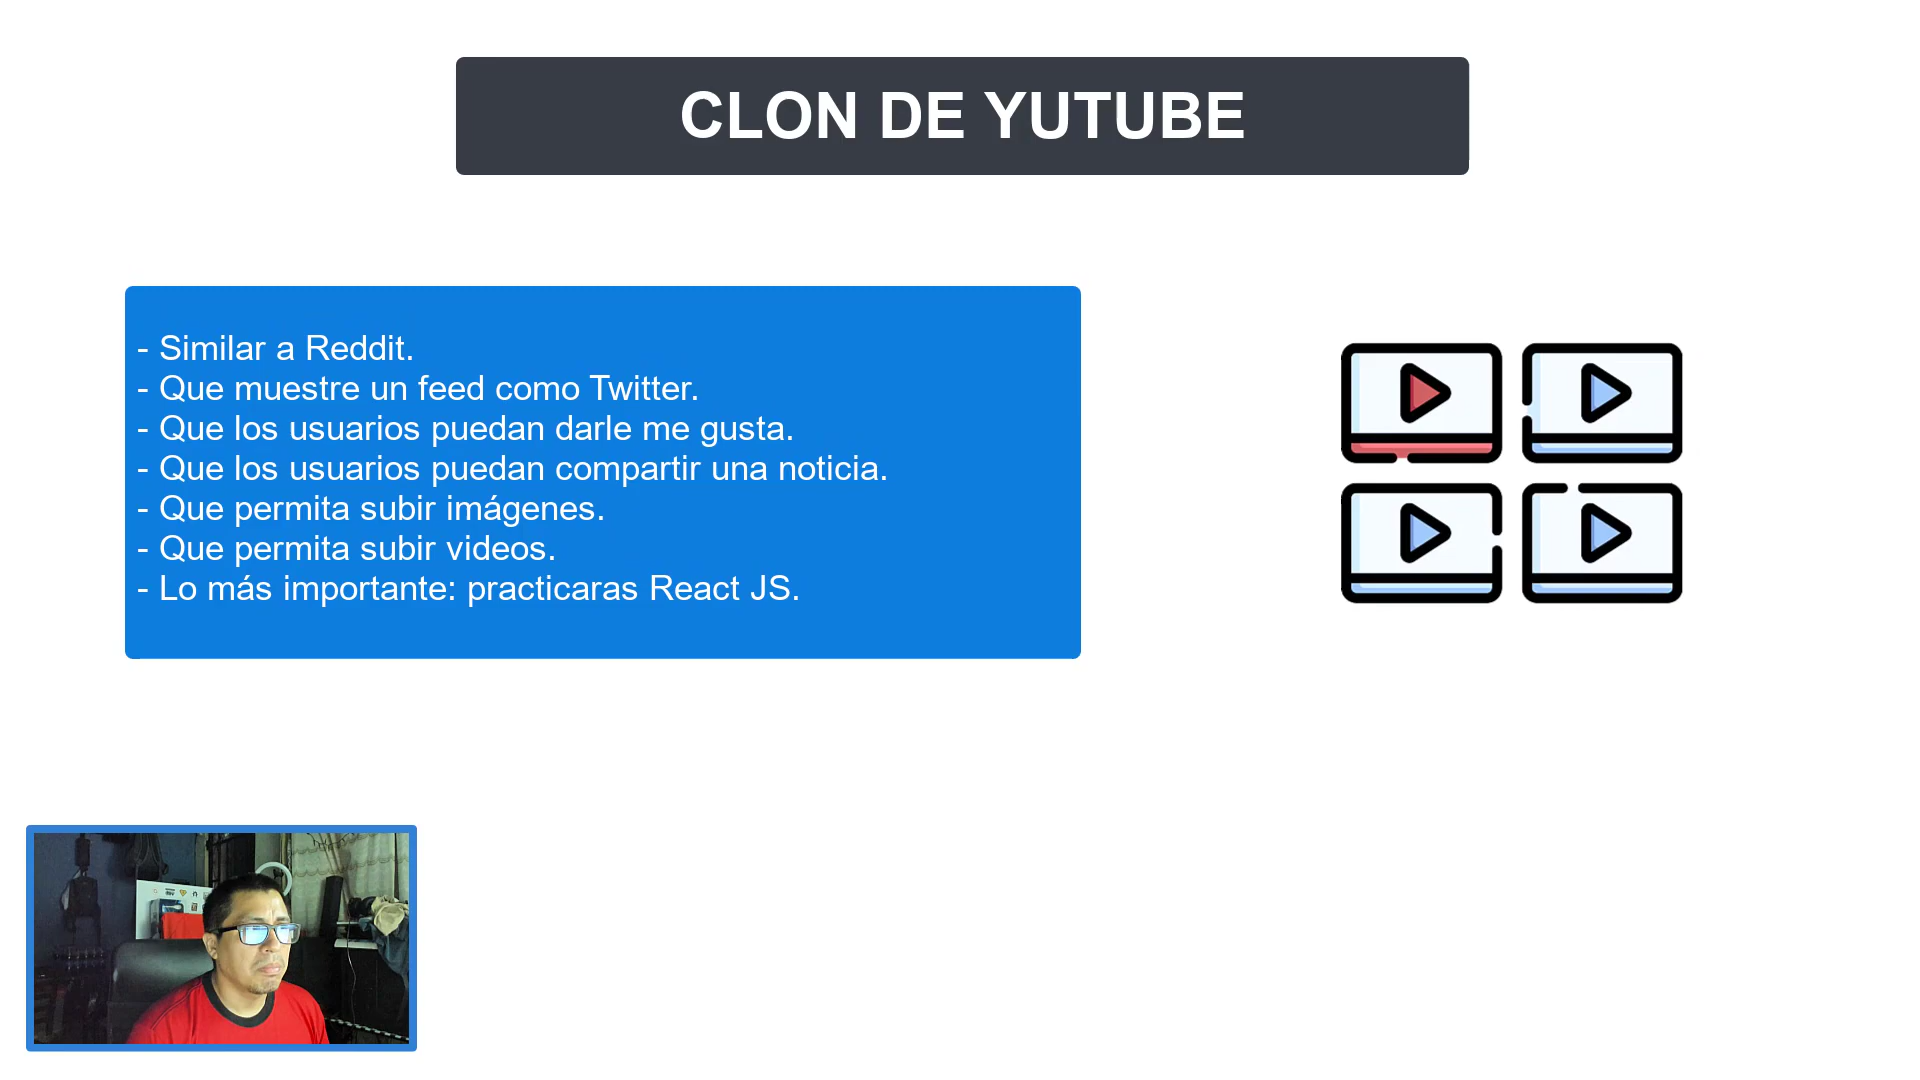 CLON DE YUTUBE
- Similar a Reddit.
- Que muestre un feed como Twitter.
- Que los usuarios puedan darle me gusta.
- Que los usuarios puedan compartir una noticia.
- Que permita subir imágenes.
- Que permita subir videos.
- Lo más importante: practicaras React JS.